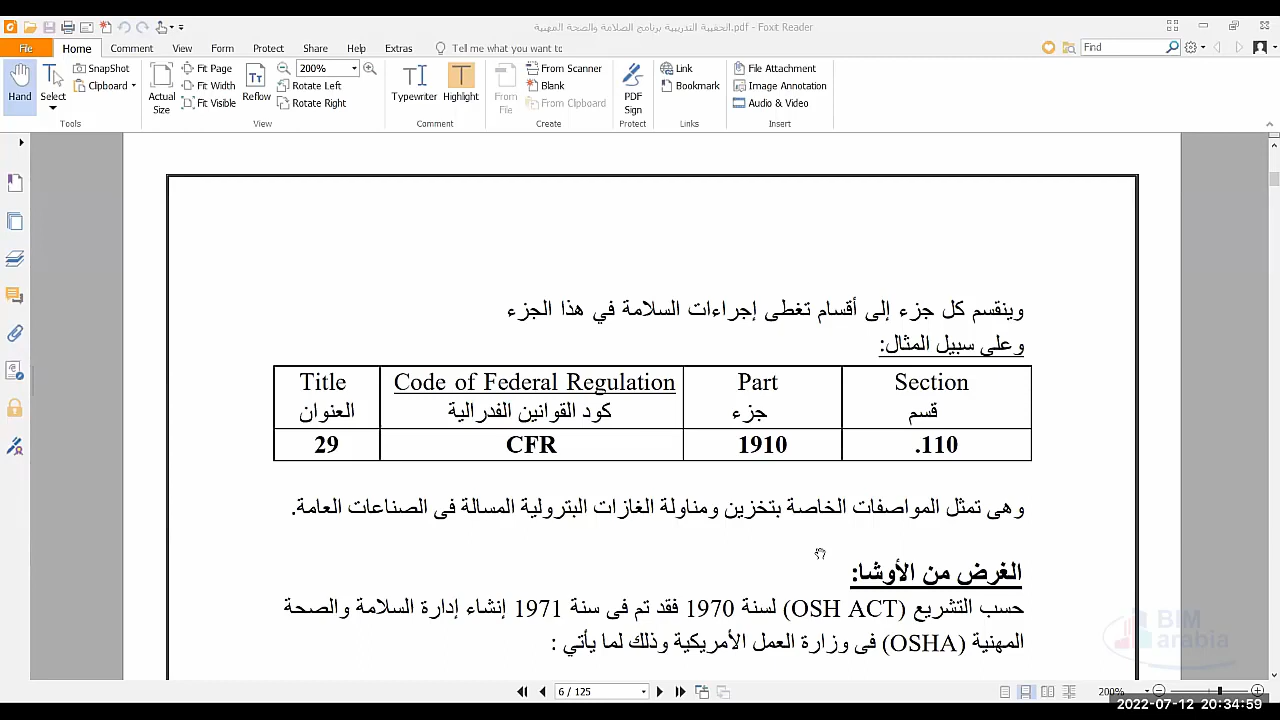 الحقيبة التدريبية برنامج الصلامة والصحة المهنية.pdf - Foxit Reader
File Home Comment View Form Protect Share Help Extras Tell me what you want to Find
Hand
Select
SnapShot
Clipboard
Tools
Actual Size
Fit Page
Fit Width
Fit Visible
Reflow
200%
Rotate Left
Rotate Right
View
Typewriter
Highlight
Comment
From File
From Scanner
Blank
From Clipboard
Create
PDF Sign
Protect
Link
Bookmark
Links
File Attachment
Image Annotation
Audio & Video
Insert
وينقسم كل جزء إلى أقسام تغطى إجراءات السلامة في هذا الجزء
وعلى سبيل المثال:
Title Code of Federal Regulation Part Section
العنوان كود القوانين الفدرالية جزء قسم
29 CFR 1910 .110
وهى تمثل المواصفات الخاصة بتخزين ومناولة الغازات البترولية المسالة فى الصناعات العامة.
الغرض من الأوشا:
حسب التشريع (OSH ACT) لسنة 1970 فقد تم فى سنة 1971 إنشاء إدارة السلامة والصحة
المهنية (OSHA) فى وزارة العمل الأمريكية وذلك لما يأتي :
BIM
arabia
6 / 125
200%
2022-07-12 20:34:59